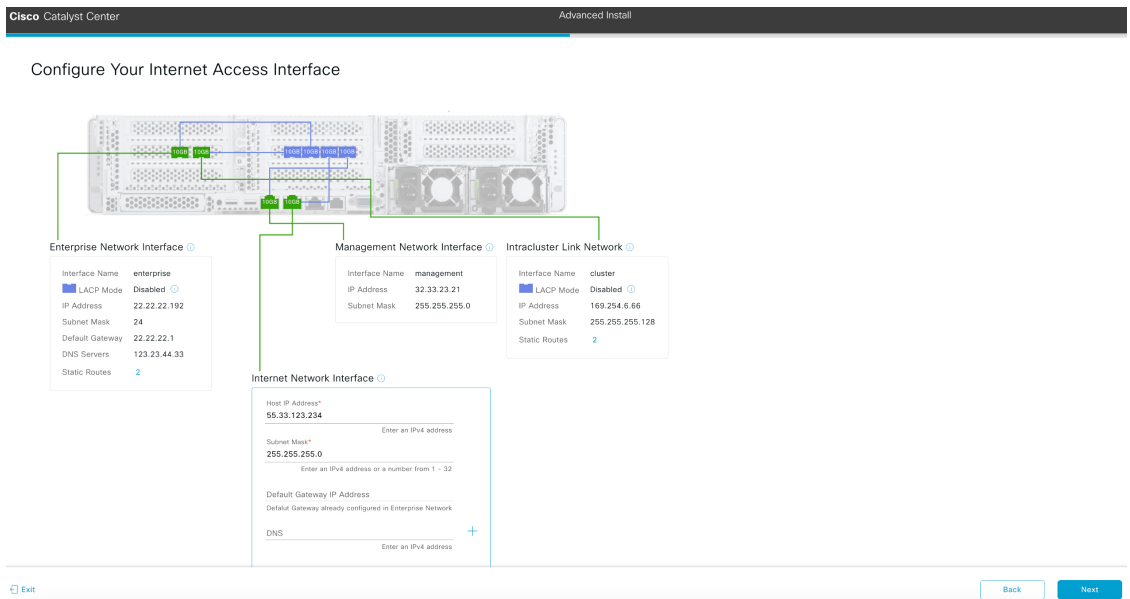 Cisco Catalyst Center
Advanced Install
Configure Your Internet Access Interface
10GB 10GB 10GB 10GB 10GB 10GB
10GB 10GB
Enterprise Network Interface
Interface Name enterprise
LACP Mode Disabled
IP Address 22.22.22.192
Subnet Mask 24
Default Gateway 22.22.22.1
DNS Servers 123.23.44.33
Static Routes 2
Management Network Interface
Interface Name management
IP Address 32.33.23.21
Subnet Mask 255.255.255.0
Intracluster Link Network
Interface Name cluster
LACP Mode Disabled
IP Address 169.254.6.66
Subnet Mask 255.255.255.128
Static Routes 2
Internet Network Interface
Host IP Address*
55.33.123.234
Enter an IPv4 address
Subnet Mask*
255.255.255.0
Enter an IPv4 address or a number from 1 - 32
Default Gateway IP Address
Defalut Gateway already configured in Enterprise Network
DNS
Enter an IPv4 address
Exit
Back
Next